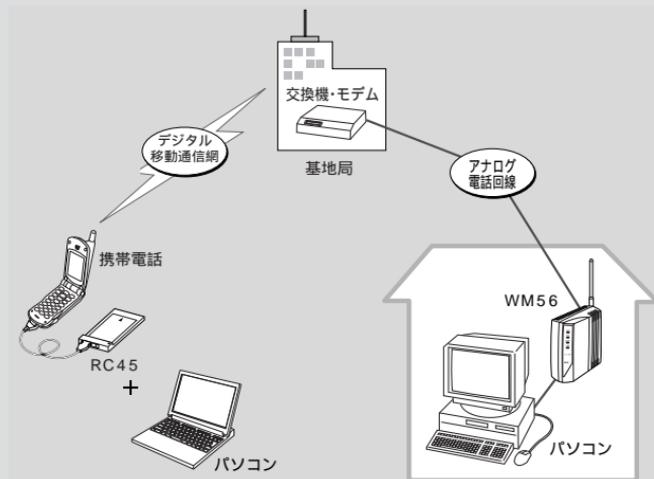 交換機・モデム
基地局
デジタル
移動通信網
アナログ
電話回線
携帯電話
RC45
+
パソコン
WM56
パソコン